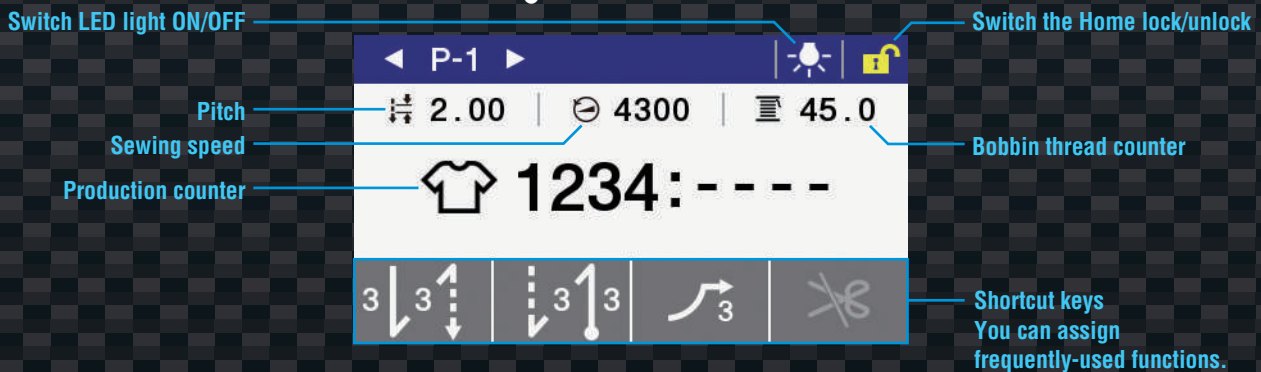 Switch LED light ON/OFF
Switch the Home lock/unlock
P-1
Pitch
2.00
4300
45.0
Sewing speed
Bobbin thread counter
Production counter
1234:----
3 3
3 3
3
Shortcut keys
You can assign
frequently-used functions.